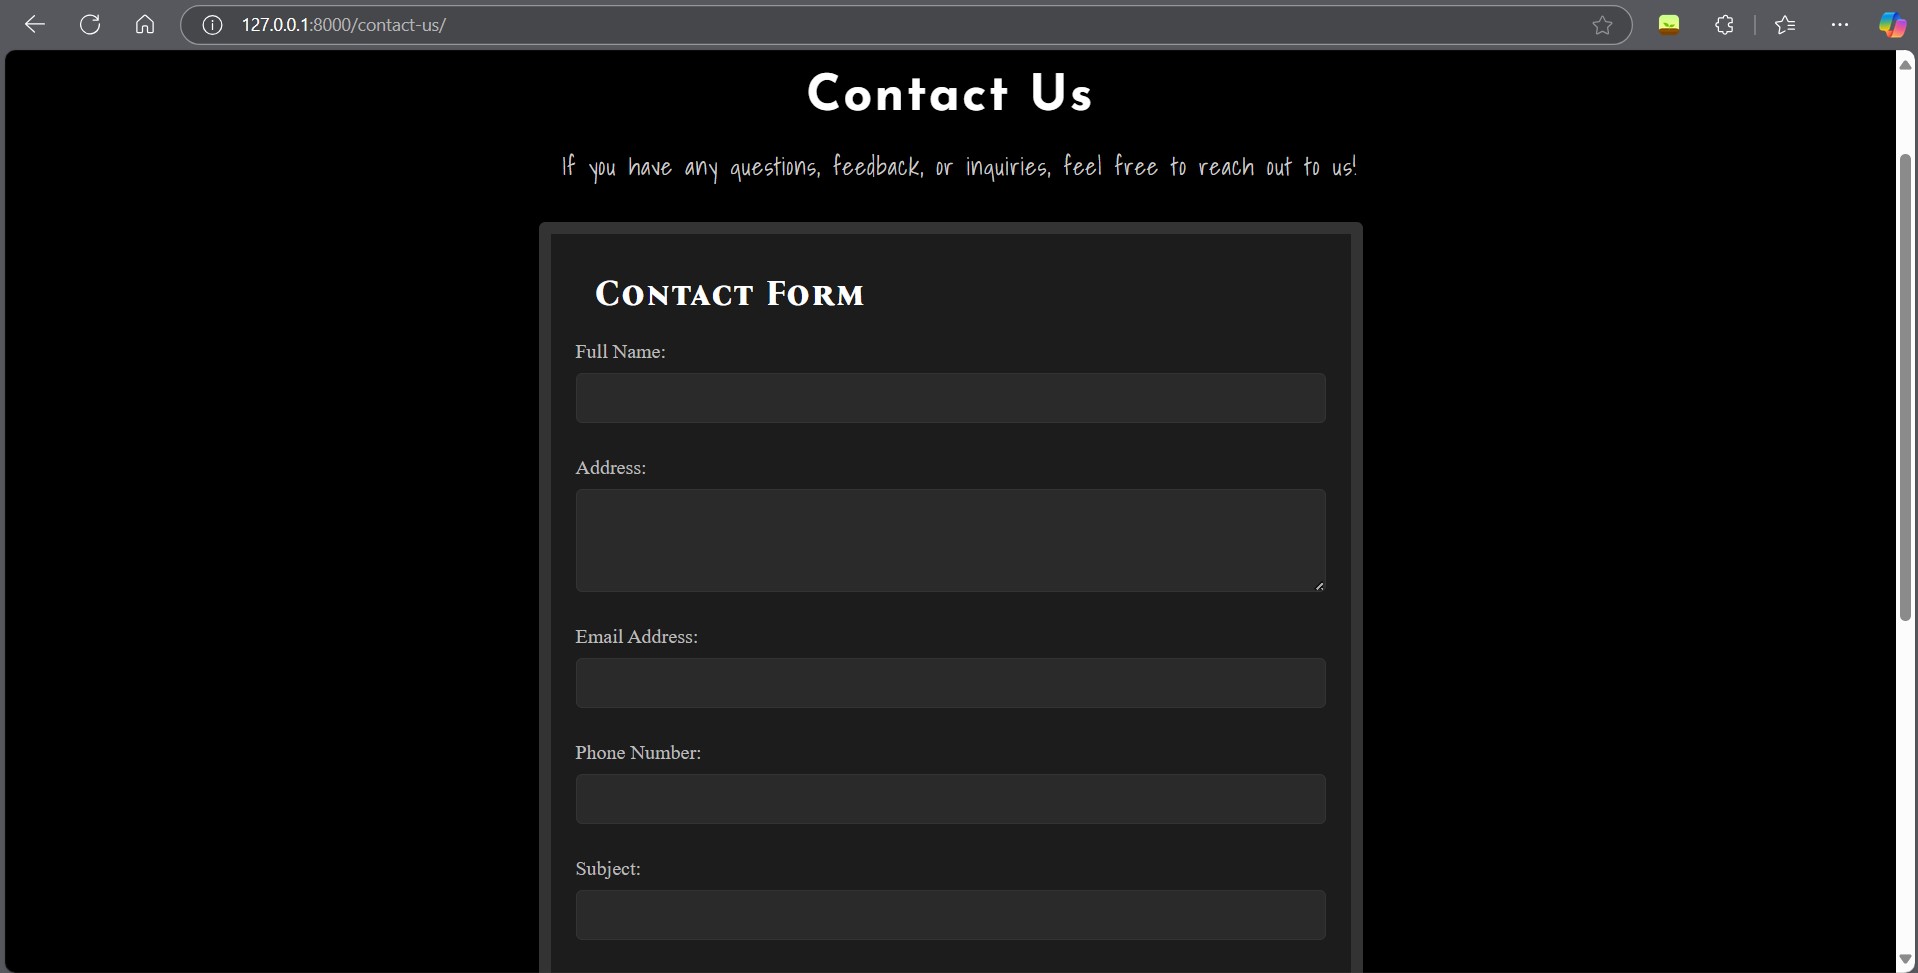 127.0.0.1:8000/contact-us/
Contact Us
If you have any questions, feedback, or inquiries, feel free to reach out to us!
Contact Form
Full Name:
Address:
Email Address:
Phone Number:
Subject: